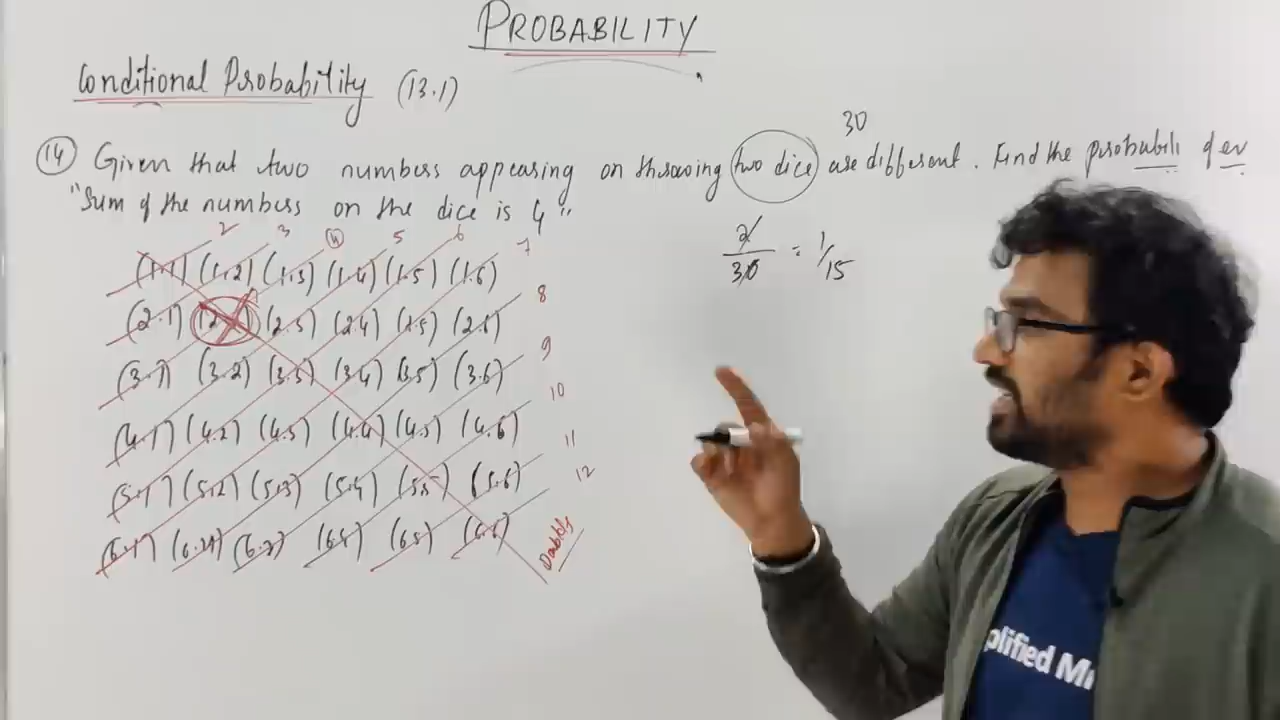 PROBABILITY
Conditional Probability (13.1)
30
14 Given that two numbers appearing on throwing two dice are different. Find the probabili of ev
"Sum of the numbers on the dice is 4"
2 3 4 5 6 7
(1,1) (1,2) (1,3) (1,4) (1,5) (1,6)
2/30 = 1/15
8
(2,1) (2,3) (2,4) (2,5) (2,6)
9
(3,1) (3,2) (3,3) (3,4) (3,5) (3,6)
10
(4,1) (4,2) (4,3) (4,4) (4,5) (4,6)
11
(5,1) (5,2) (5,3) (5,4) (5,5) (5,6)
12
(6,1) (6,2) (6,3) (6,4) (6,5) (6,6)
Doublets
plified M